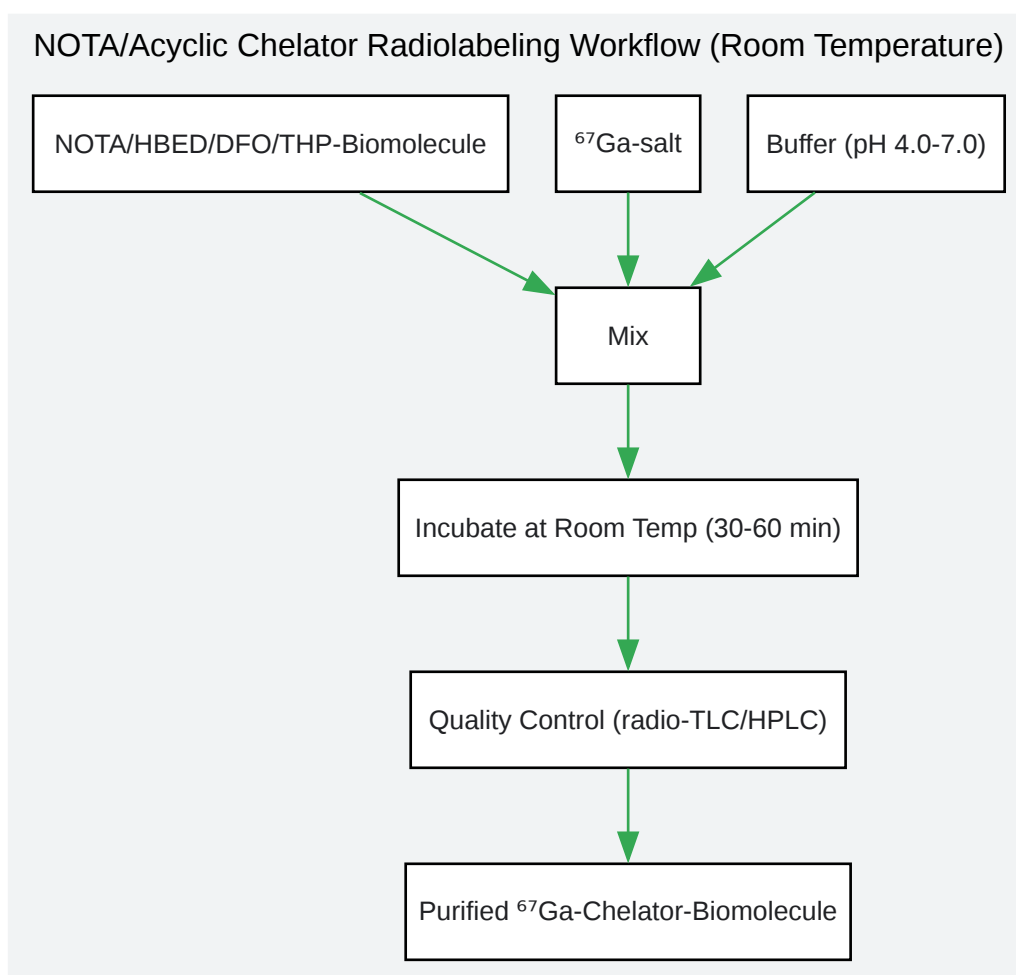 NOTA/Acyclic Chelator Radiolabeling Workflow (Room Temperature)
NOTA/HBED/DFO/THP-Biomolecule
⁶⁷Ga-salt
Buffer (pH 4.0-7.0)
Mix
Incubate at Room Temp (30-60 min)
Quality Control (radio-TLC/HPLC)
Purified ⁶⁷Ga-Chelator-Biomolecule